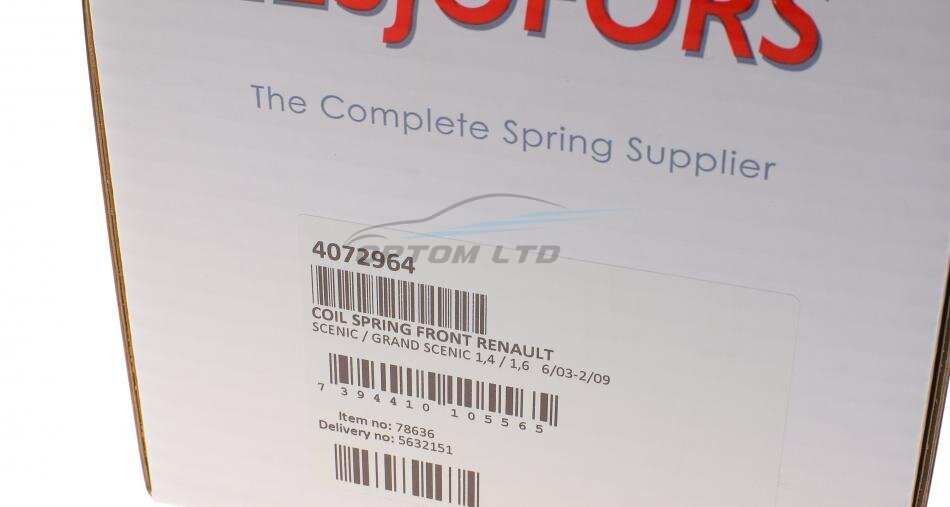 LESJÖFORS
The Complete Spring Supplier
OPTOM LTD
4072964
COIL SPRING FRONT RENAULT
SCENIC / GRAND SCENIC 1,4 / 1,6 6/03-2/09
7 394410 105565
Item no: 78636
Delivery no: 5632151